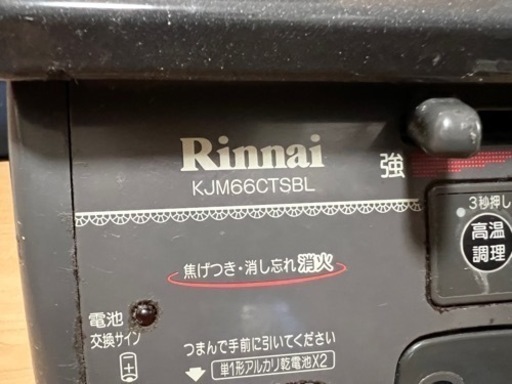 Rinnai
KJM66CTSBL
強
3秒押し
高温
調理
焦げつき・消し忘れ消火
電池
交換サイン
つまんで手前に引いてください
単1形アルカリ乾電池X2